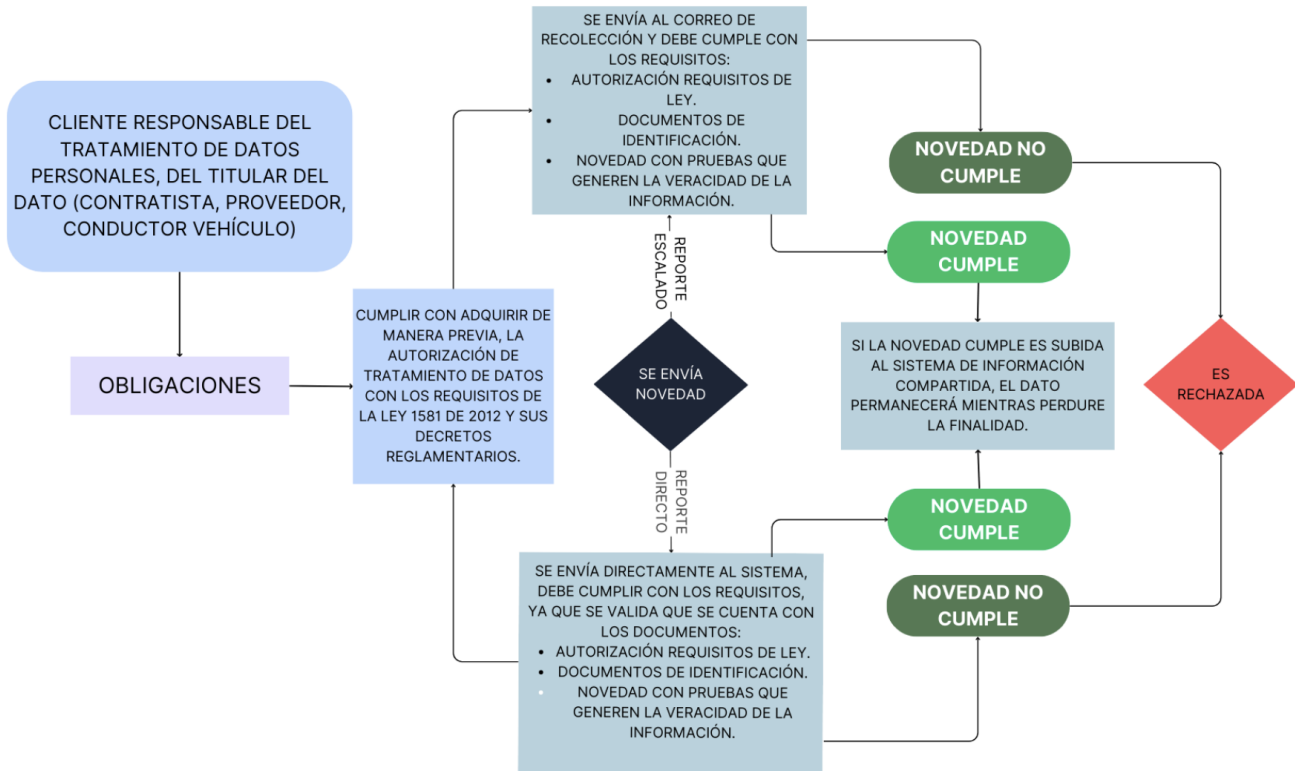 CLIENTE RESPONSABLE DEL
TRATAMIENTO DE DATOS
PERSONALES, DEL TITULAR DEL
DATO (CONTRATISTA, PROVEEDOR,
CONDUCTOR VEHÍCULO)
OBLIGACIONES
CUMPLIR CON ADQUIRIR DE
MANERA PREVIA, LA
AUTORIZACIÓN DE
TRATAMIENTO DE DATOS
CON LOS REQUISITOS DE
LA LEY 1581 DE 2012 Y SUS
DECRETOS
REGLAMENTARIOS.
SE ENVÍA AL CORREO DE
RECOLECCIÓN Y DEBE CUMPLE CON
LOS REQUISITOS:
• AUTORIZACIÓN REQUISITOS DE
LEY.
• DOCUMENTOS DE
IDENTIFICACIÓN.
• NOVEDAD CON PRUEBAS QUE
GENEREN LA VERACIDAD DE LA
INFORMACIÓN.
REPORTE
ESCALADO
SE ENVÍA
NOVEDAD
REPORTE
DIRECTO
SE ENVÍA DIRECTAMENTE AL SISTEMA,
DEBE CUMPLIR CON LOS REQUISITOS,
YA QUE SE VALIDA QUE SE CUENTA CON
LOS DOCUMENTOS:
• AUTORIZACIÓN REQUISITOS DE LEY.
• DOCUMENTOS DE IDENTIFICACIÓN.
• NOVEDAD CON PRUEBAS QUE
GENEREN LA VERACIDAD DE LA
INFORMACIÓN.
NOVEDAD NO
CUMPLE
NOVEDAD
CUMPLE
SI LA NOVEDAD CUMPLE ES SUBIDA
AL SISTEMA DE INFORMACIÓN
COMPARTIDA, EL DATO
PERMANECERÁ MIENTRAS PERDURE
LA FINALIDAD.
NOVEDAD
CUMPLE
NOVEDAD NO
CUMPLE
ES
RECHAZADA